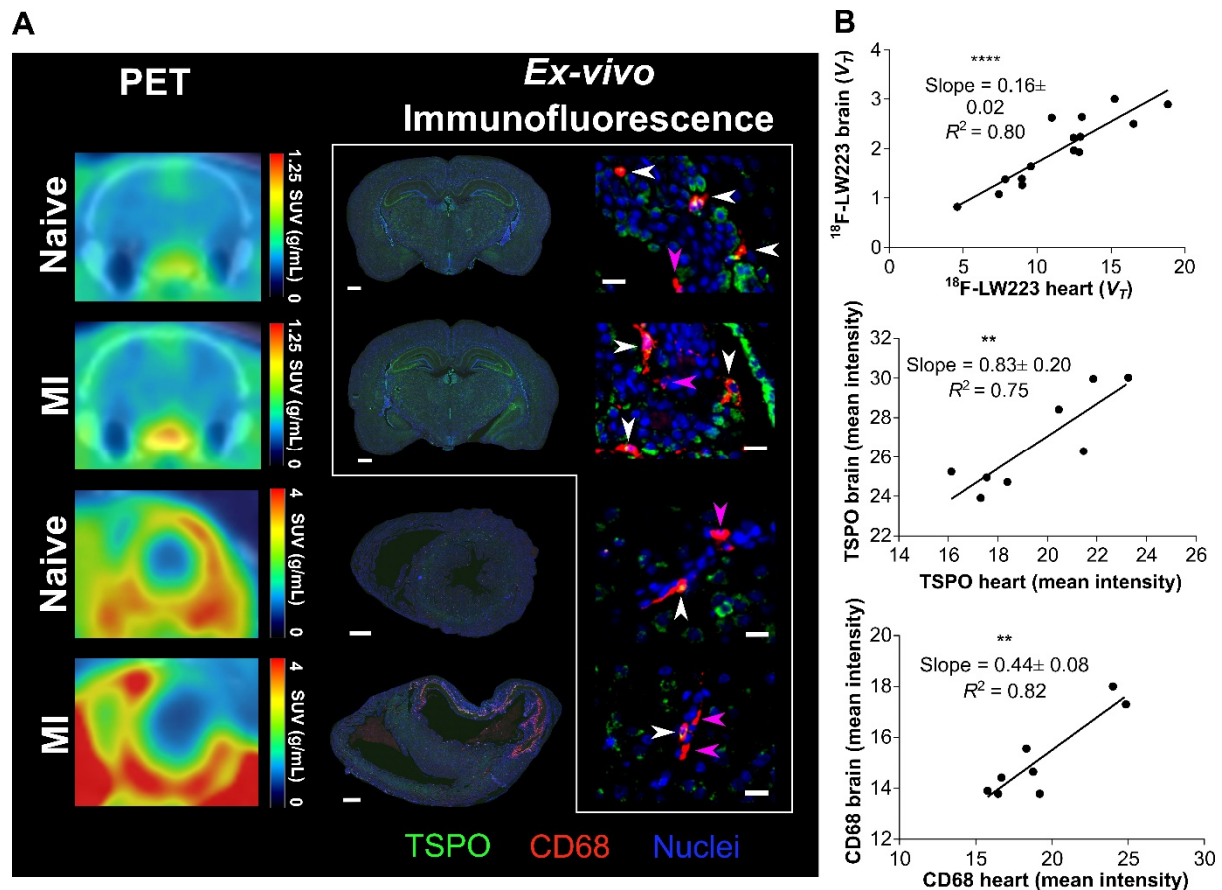 A
PET
Ex-vivo
Immunofluorescence
Naive
1.25
SUV (g/mL)
0
MI
1.25
SUV (g/mL)
0
Naive
4
SUV (g/mL)
0
MI
4
SUV (g/mL)
0
TSPO CD68 Nuclei
B
¹⁸F-LW223 brain (V_T)
4
3
2
1
0
****
Slope = 0.16±
0.02
R² = 0.80
0 5 10 15 20
¹⁸F-LW223 heart (V_T)
TSPO brain (mean intensity)
32
30
28
26
24
22
**
Slope = 0.83± 0.20
R² = 0.75
14 16 18 20 22 24 26
TSPO heart (mean intensity)
CD68 brain (mean intensity)
20
18
16
14
12
**
Slope = 0.44± 0.08
R² = 0.82
10 15 20 25 30
CD68 heart (mean intensity)